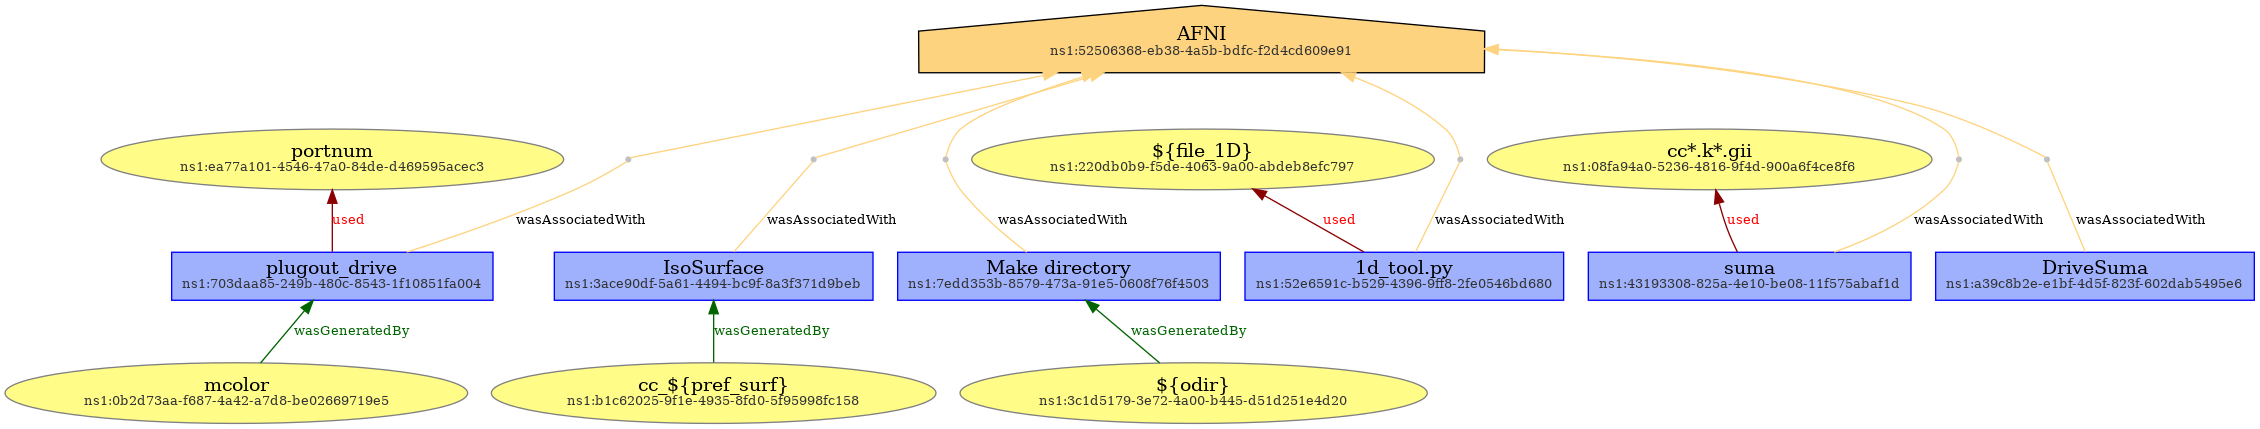 AFNI
ns1:52506368-eb38-4a5b-bdfc-f2d4cd609e91
portnum
ns1:ea77a101-4546-47a0-84de-d469595acec3
${file_1D}
ns1:220db0b9-f5de-4063-9a00-abdeb8efc797
cc*.k*.gii
ns1:08fa94a0-5236-4816-9f4d-900a6f4ce8f6
used
wasAssociatedWith
wasAssociatedWith
wasAssociatedWith
used
wasAssociatedWith
used
wasAssociatedWith
wasAssociatedWith
plugout_drive
ns1:703daa85-249b-480c-8543-1f10851fa004
IsoSurface
ns1:3ace90df-5a61-4494-bc9f-8a3f371d9beb
Make directory
ns1:7edd353b-8579-473a-91e5-0608f76f4503
1d_tool.py
ns1:52e6591c-b529-4396-9ff8-2fe0546bd680
suma
ns1:43193308-825a-4e10-be08-11f575abaf1d
DriveSuma
ns1:a39c8b2e-e1bf-4d5f-823f-602dab5495e6
wasGeneratedBy
wasGeneratedBy
wasGeneratedBy
mcolor
ns1:0b2d73aa-f687-4a42-a7d8-be02669719e5
cc_${pref_surf}
ns1:b1c62025-9f1e-4935-8fd0-5f95998fc158
${odir}
ns1:3c1d5179-3e72-4a00-b445-d51d251e4d20